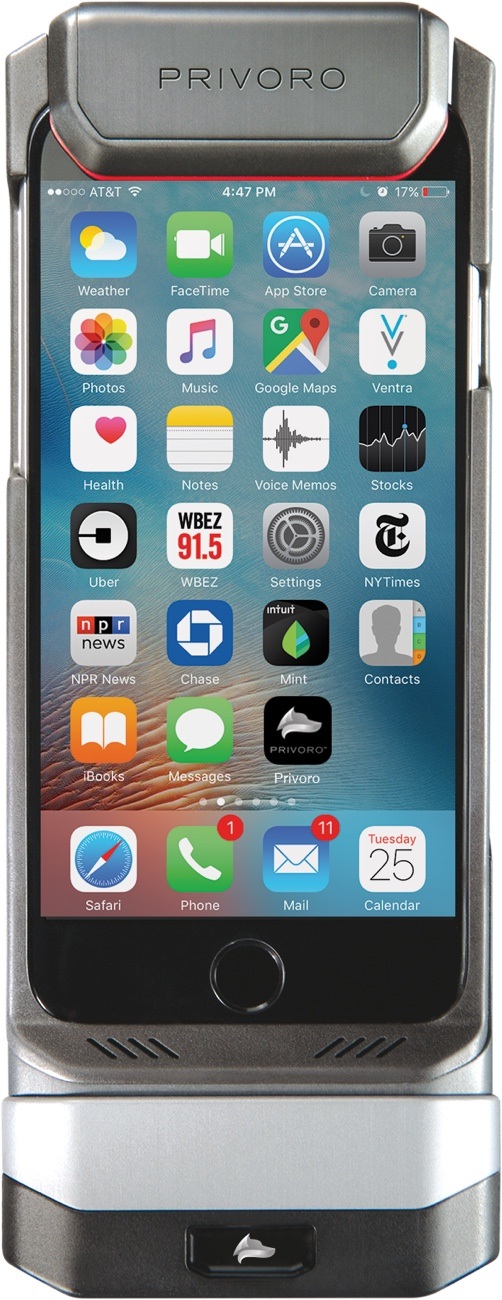 PRIVORO
AT&T 4:47 PM 17%
Weather FaceTime App Store Camera
G
Photos Music Google Maps Ventra
Health Notes Voice Memos Stocks
WBEZ
91.5
T
Uber WBEZ Settings NYTimes
npr
news
intuit
A
B
C
D
NPR News Chase Mint Contacts
PRIVORO™
iBooks Messages Privoro
1 11
Tuesday
25
Safari Phone Mail Calendar